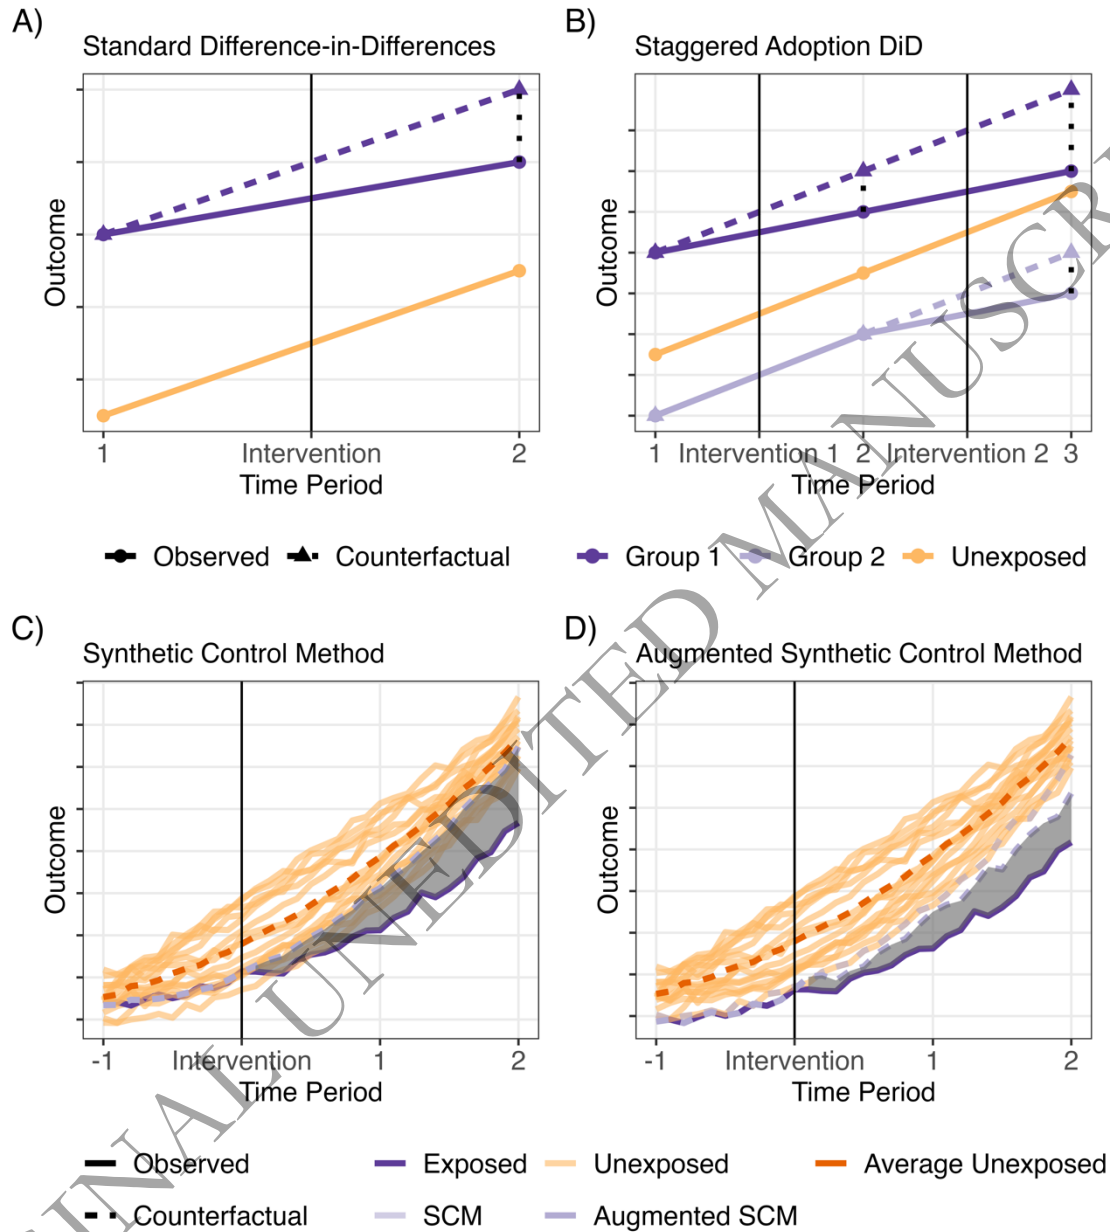 A)
Standard Difference-in-Differences
Outcome
1 Intervention 2
Time Period
B)
Staggered Adoption DiD
Outcome
1 Intervention 1 2 Intervention 2 3
Time Period
Observed Counterfactual
Group 1 Group 2 Unexposed
C)
Synthetic Control Method
Outcome
-1 Intervention 1 2
Time Period
D)
Augmented Synthetic Control Method
Outcome
-1 Intervention 1 2
Time Period
Observed Exposed Unexposed Average Unexposed
Counterfactual SCM Augmented SCM
UNEDITED